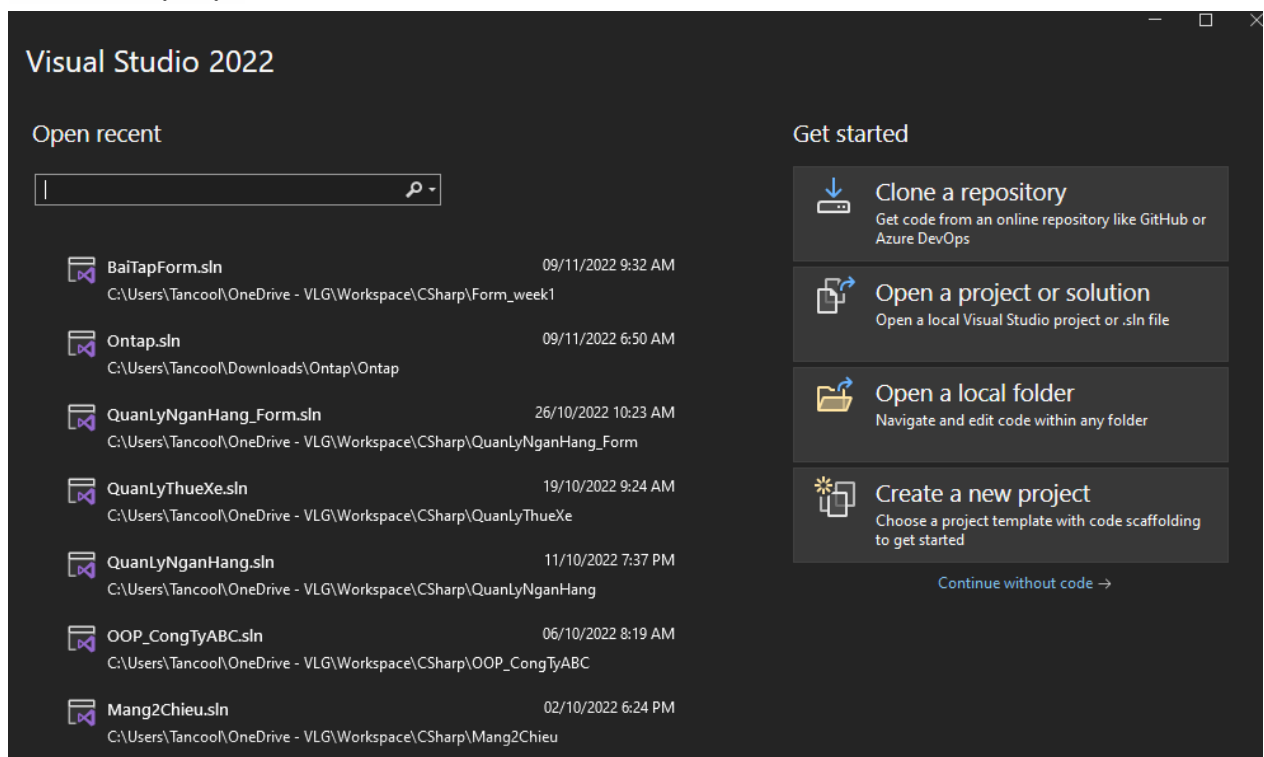 Visual Studio 2022
Open recent
BaiTapForm.sln 09/11/2022 9:32 AM
C:\Users\Tancool\OneDrive - VLG\Workspace\CSharp\Form_week1
Ontap.sln 09/11/2022 6:50 AM
C:\Users\Tancool\Downloads\Ontap\Ontap
QuanLyNganHang_Form.sln 26/10/2022 10:23 AM
C:\Users\Tancool\OneDrive - VLG\Workspace\CSharp\QuanLyNganHang_Form
QuanLyThueXe.sln 19/10/2022 9:24 AM
C:\Users\Tancool\OneDrive - VLG\Workspace\CSharp\QuanLyThueXe
QuanLyNganHang.sln 11/10/2022 7:37 PM
C:\Users\Tancool\OneDrive - VLG\Workspace\CSharp\QuanLyNganHang
OOP_CongTyABC.sln 06/10/2022 8:19 AM
C:\Users\Tancool\OneDrive - VLG\Workspace\CSharp\OOP_CongTyABC
Mang2Chieu.sln 02/10/2022 6:24 PM
C:\Users\Tancool\OneDrive - VLG\Workspace\CSharp\Mang2Chieu
Get started
Clone a repository
Get code from an online repository like GitHub or
Azure DevOps
Open a project or solution
Open a local Visual Studio project or .sln file
Open a local folder
Navigate and edit code within any folder
Create a new project
Choose a project template with code scaffolding
to get started
Continue without code →